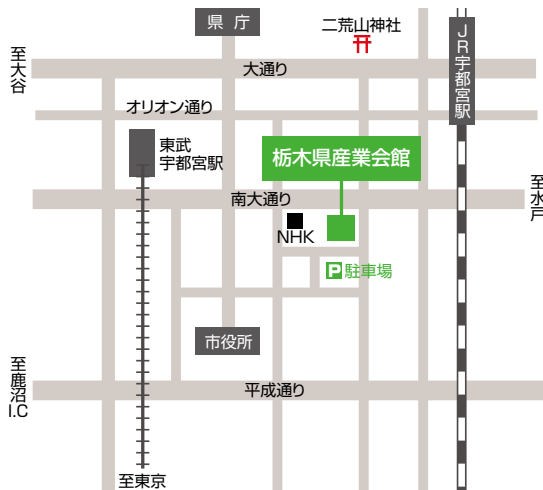 県庁
二荒山神社
JR宇都宮駅
至大谷
大通り
オリオン通り
東武
宇都宮駅
栃木県産業会館
至水戸
南大通り
NHK
P駐車場
市役所
至鹿沼I.C
平成通り
至東京